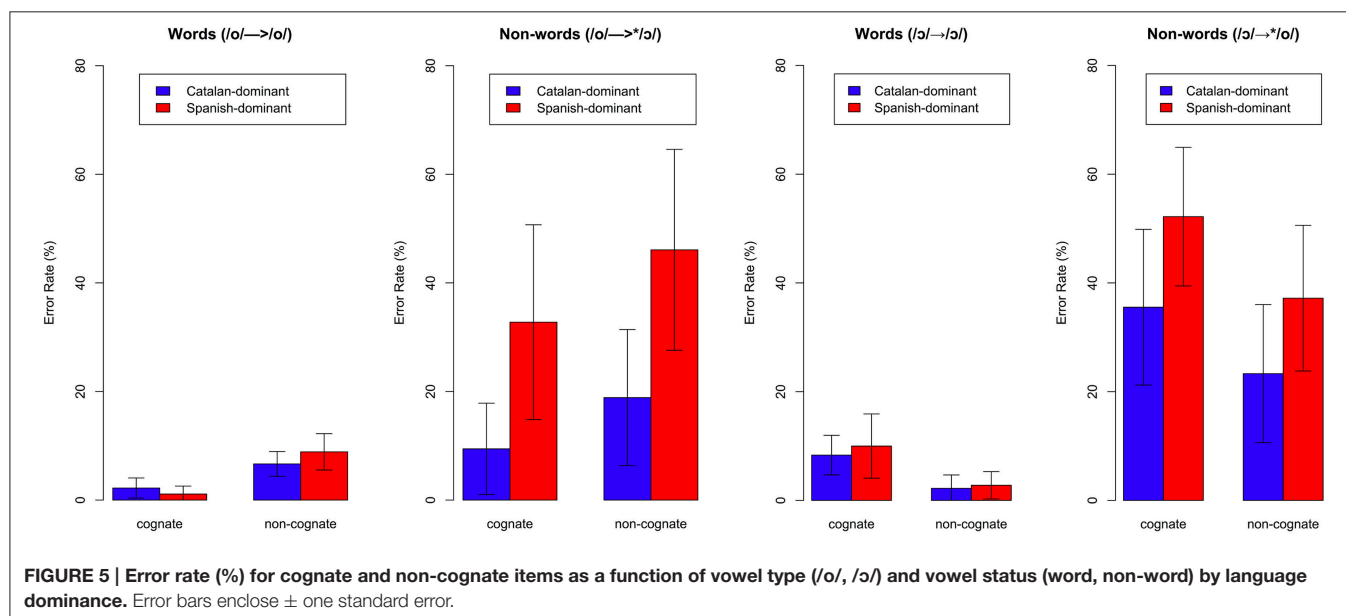 Words (/o/—>/o/)
80
60
40
20
0
Error Rate (%)
Catalan-dominant
Spanish-dominant
cognate non-cognate
Non-words (/o/—>*/ɔ/)
80
60
40
20
0
Error Rate (%)
Catalan-dominant
Spanish-dominant
cognate non-cognate
Words (/ɔ/→/ɔ/)
80
60
40
20
0
Error Rate (%)
Catalan-dominant
Spanish-dominant
cognate non-cognate
Non-words (/ɔ/→*/o/)
80
60
40
20
0
Error Rate (%)
Catalan-dominant
Spanish-dominant
cognate non-cognate
FIGURE 5 | Error rate (%) for cognate and non-cognate items as a function of vowel type (/o/, /ɔ/) and vowel status (word, non-word) by language
dominance. Error bars enclose ± one standard error.